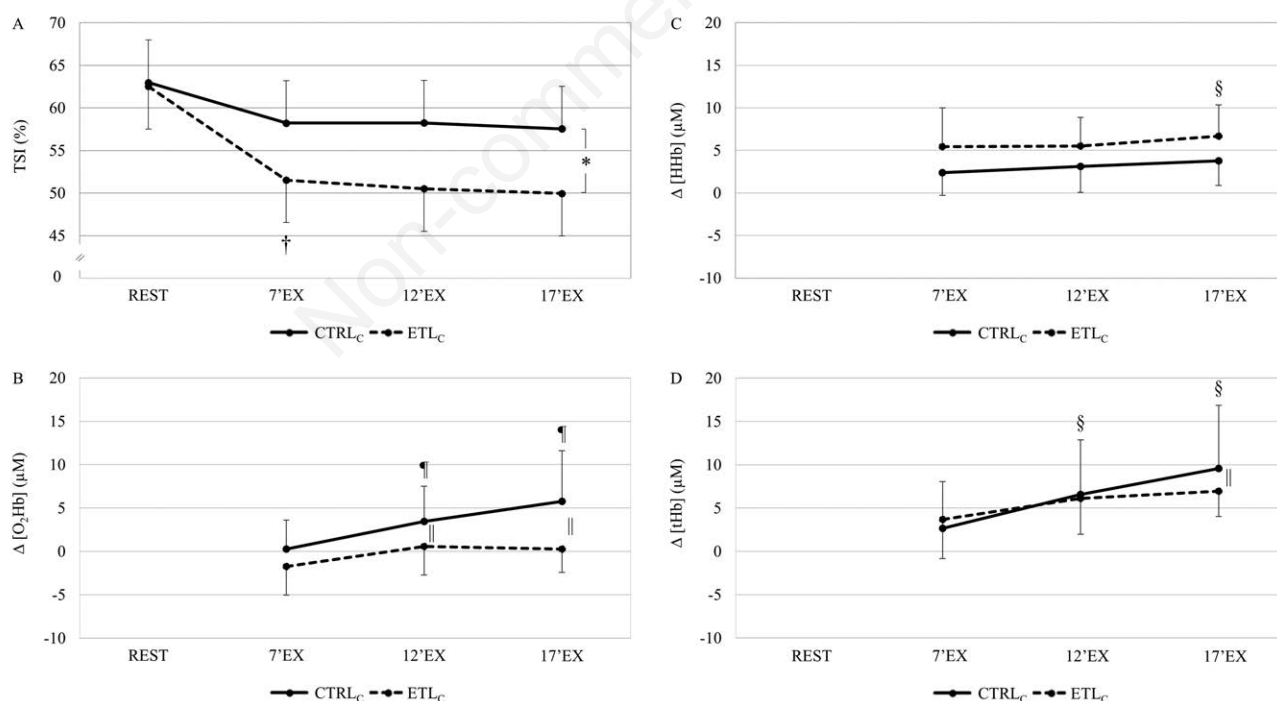 A
TSI (%)
70
65
60
55
50
45
0
*
†
REST 7’EX 12’EX 17’EX
CTRLC ETLC
B
Δ [O2Hb] (µM)
20
15
10
5
0
-5
-10
¶
¶
||
||
REST 7’EX 12’EX 17’EX
CTRLC ETLC
C
Δ [HHb] (µM)
20
15
10
5
0
-5
-10
§
REST 7’EX 12’EX 17’EX
CTRLC ETLC
D
Δ [tHb] (µM)
20
15
10
5
0
-5
-10
§
§
||
REST 7’EX 12’EX 17’EX
CTRLC ETLC
Non-commer